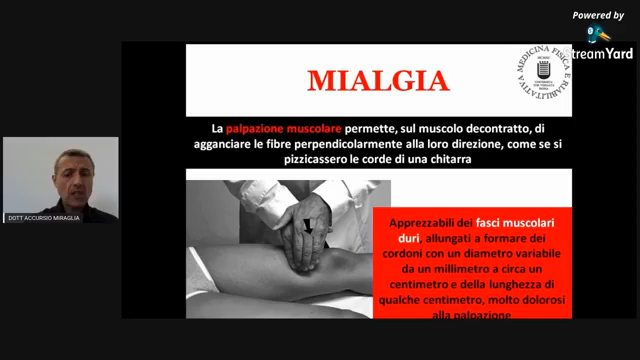 Powered by
StreamYard
MIALGIA
MEDICINA FISICA E RIABILITATIVA
La palpazione muscolare permette, sul muscolo decontratto, di
agganciare le fibre perpendicolarmente alla loro direzione, come se si
pizzicassero le corde di una chitarra
Apprezzabili dei fasci muscolari
duri, allungati a formare dei
cordoni con un diametro variabile
da un millimetro a circa un
centimetro e della lunghezza di
qualche centimetro, molto dolorosi
alla palpazione
DOTT ACCURSIO MIRAGLIA